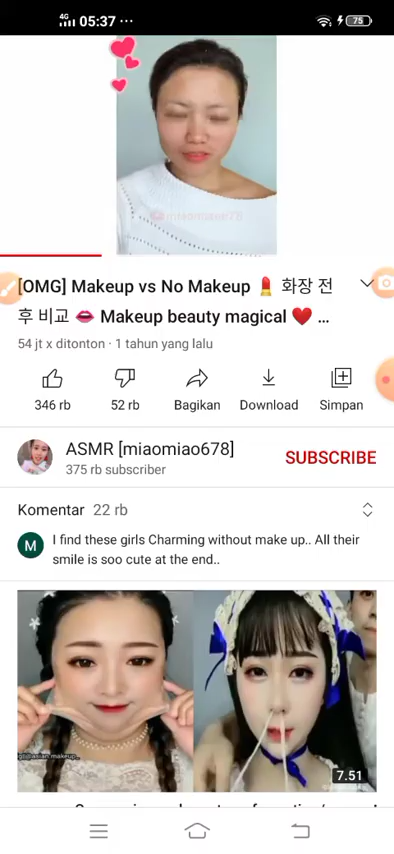 4G 05:37 ... 75
[OMG] Makeup vs No Makeup 💄 화장 전
후 비교 👄 Makeup beauty magical ❤️ ...
54 jt x ditonton · 1 tahun yang lalu
346 rb 52 rb Bagikan Download Simpan
ASMR [miaomiao678]
375 rb subscriber
SUBSCRIBE
Komentar 22 rb
M
I find these girls Charming without make up.. All their
smile is soo cute at the end..
7.51